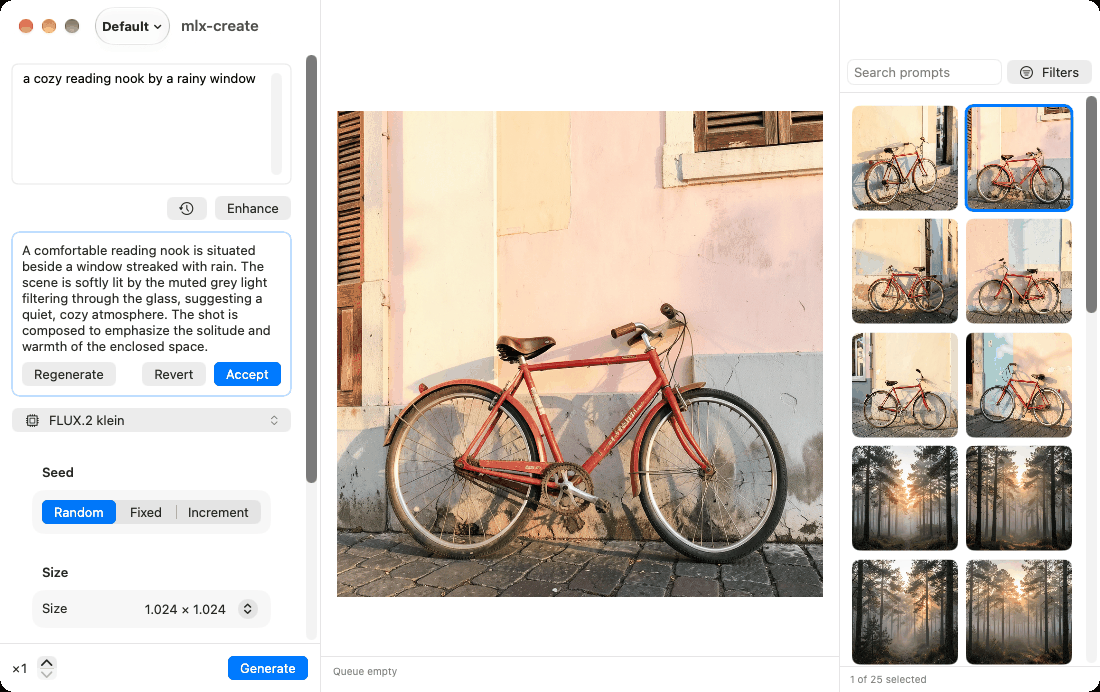 Default
mlx-create
a cozy reading nook by a rainy window
Enhance
A comfortable reading nook is situated
beside a window streaked with rain. The
scene is softly lit by the muted grey light
filtering through the glass, suggesting a
quiet, cozy atmosphere. The shot is
composed to emphasize the solitude and
warmth of the enclosed space.
Regenerate
Revert
Accept
FLUX.2 klein
Seed
Random
Fixed
Increment
Size
Size
1.024 × 1.024
×1
Generate
Queue empty
Search prompts
Filters
1 of 25 selected